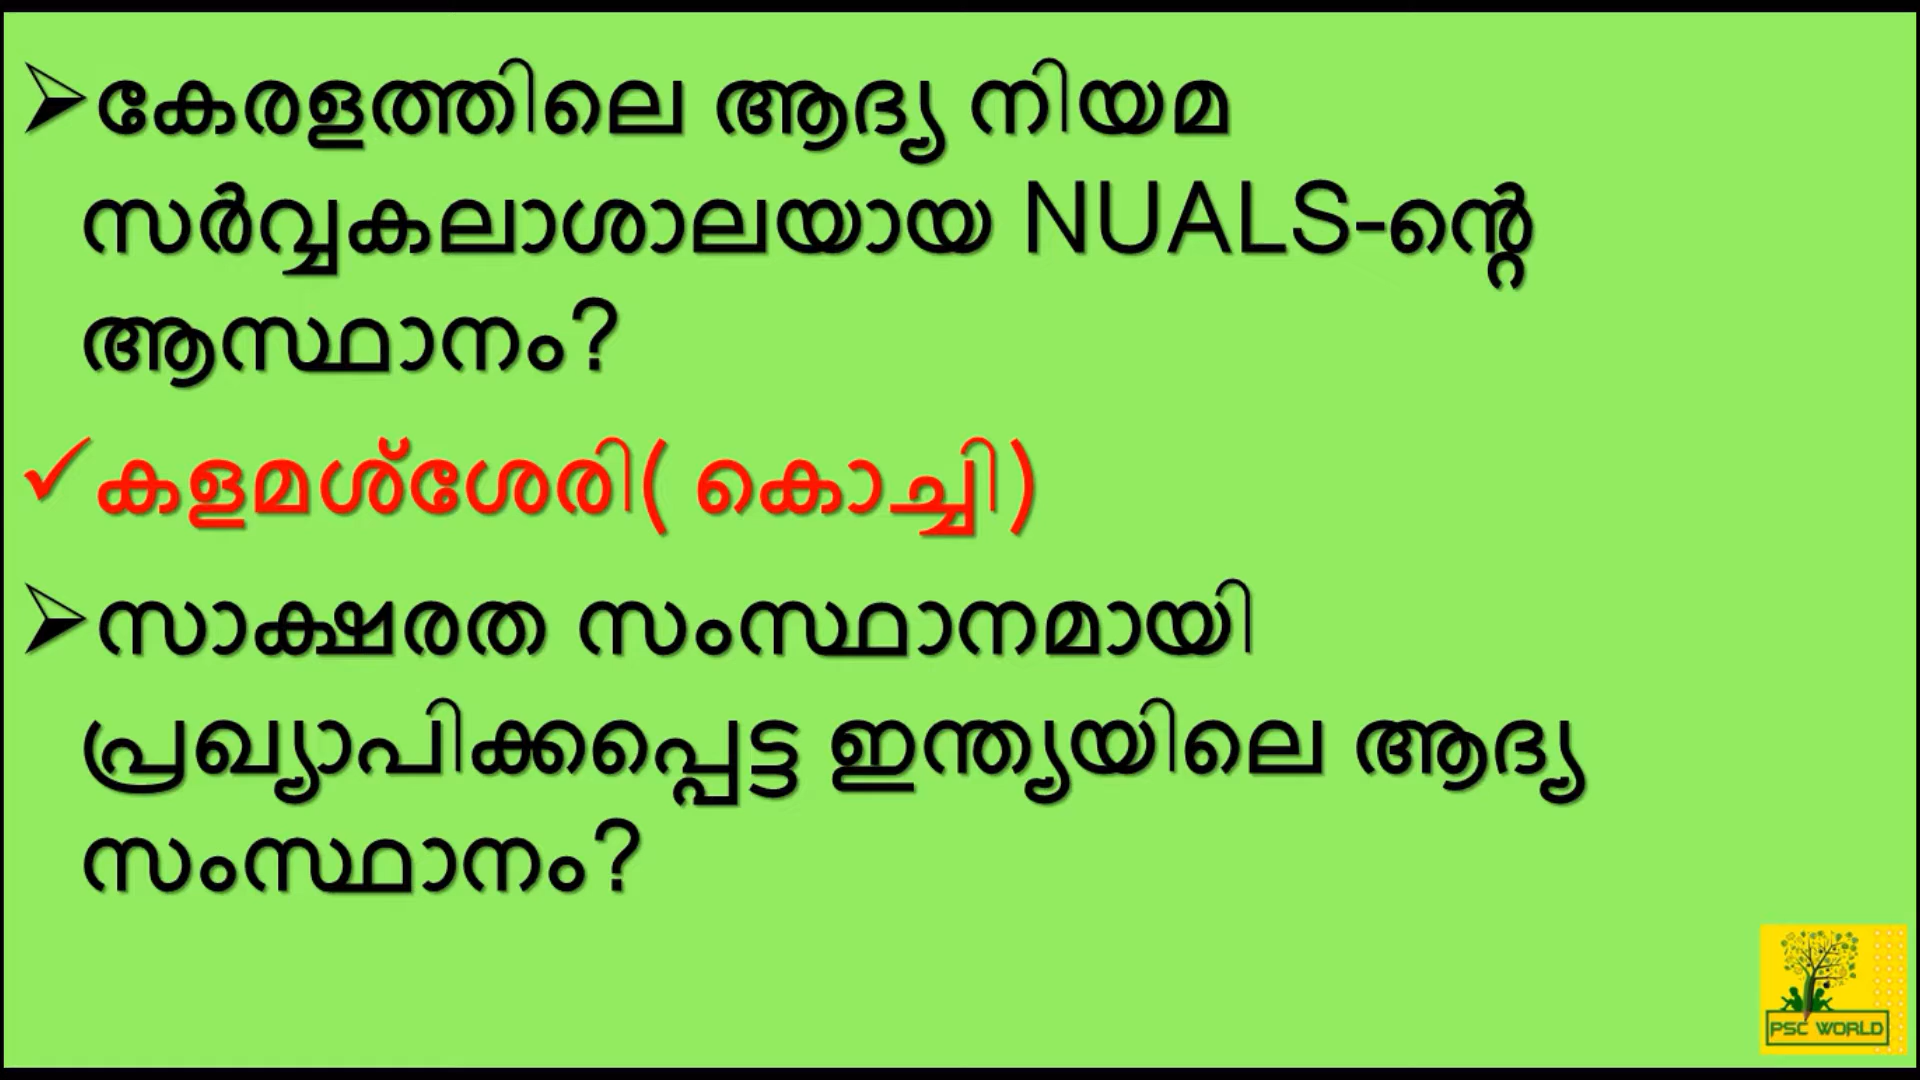 ➢കേരളത്തിലെ ആദ്യ നിയമ
സർവ്വകലാശാലയായ NUALS-ന്റെ
ആസ്ഥാനം?
✓കളമശ്ശേരി( കൊച്ചി)
➢സാക്ഷരത സംസ്ഥാനമായി
പ്രഖ്യാപിക്കപ്പെട്ട ഇന്ത്യയിലെ ആദ്യ
സംസ്ഥാനം?
PSC WORLD